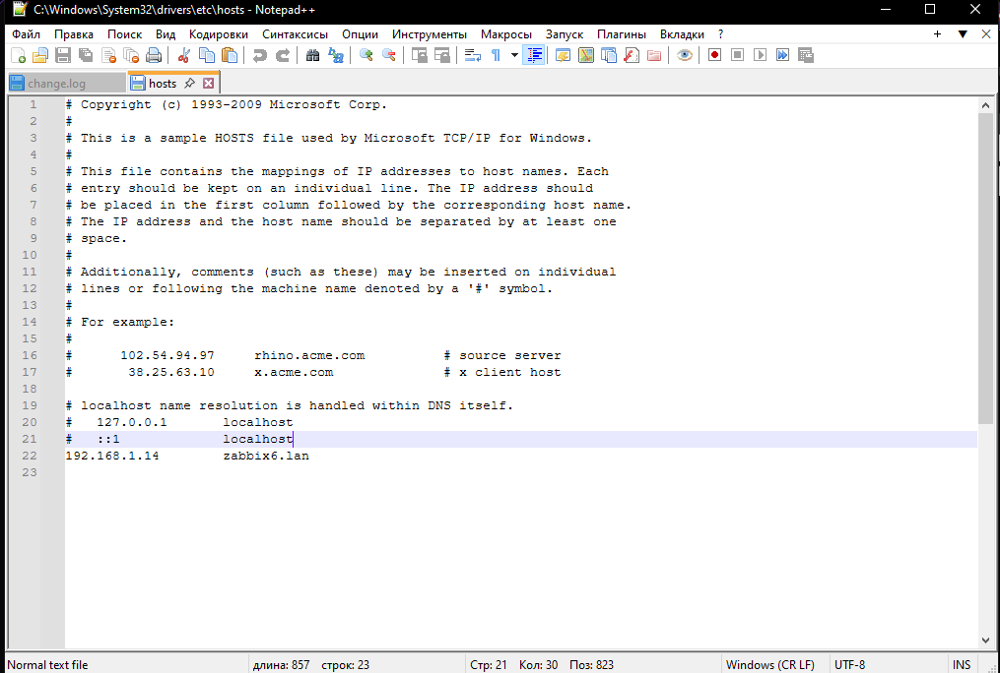 C:\Windows\System32\drivers\etc\hosts - Notepad++
Файл Правка Поиск Вид Кодировки Синтаксисы Опции Инструменты Макросы Запуск Плагины Вкладки ?
change.log hosts
1 # Copyright (c) 1993-2009 Microsoft Corp.
2 #
3 # This is a sample HOSTS file used by Microsoft TCP/IP for Windows.
4 #
5 # This file contains the mappings of IP addresses to host names. Each
6 # entry should be kept on an individual line. The IP address should
7 # be placed in the first column followed by the corresponding host name.
8 # The IP address and the host name should be separated by at least one
9 # space.
10 #
11 # Additionally, comments (such as these) may be inserted on individual
12 # lines or following the machine name denoted by a '#' symbol.
13 #
14 # For example:
15 #
16 #      102.54.94.97     rhino.acme.com          # source server
17 #       38.25.63.10     x.acme.com              # x client host
18
19 # localhost name resolution is handled within DNS itself.
20 #   127.0.0.1       localhost
21 #   ::1             localhost
22 192.168.1.14        zabbix6.lan
23
Normal text file длина: 857 строк: 23 Стр: 21 Кол: 30 Поз: 823 Windows (CR LF) UTF-8 INS